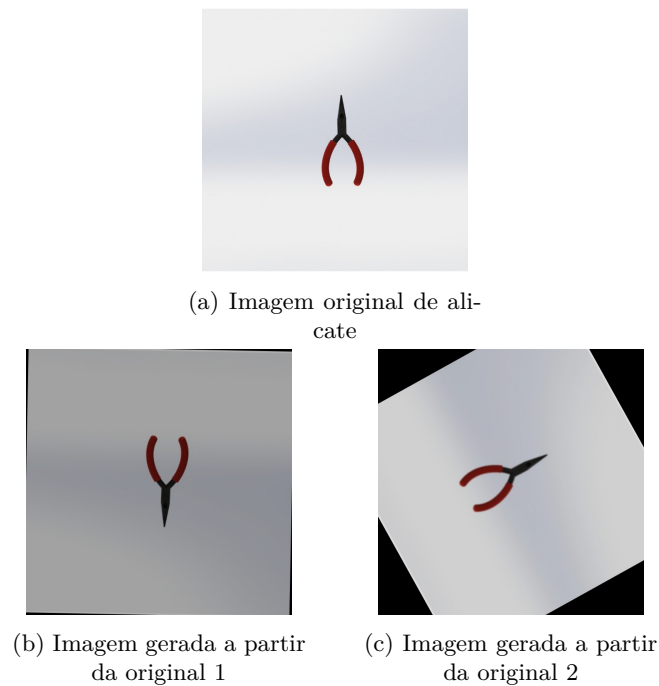 (a) Imagem original de ali-
cate
(b) Imagem gerada a partir
da original 1
(c) Imagem gerada a partir
da original 2